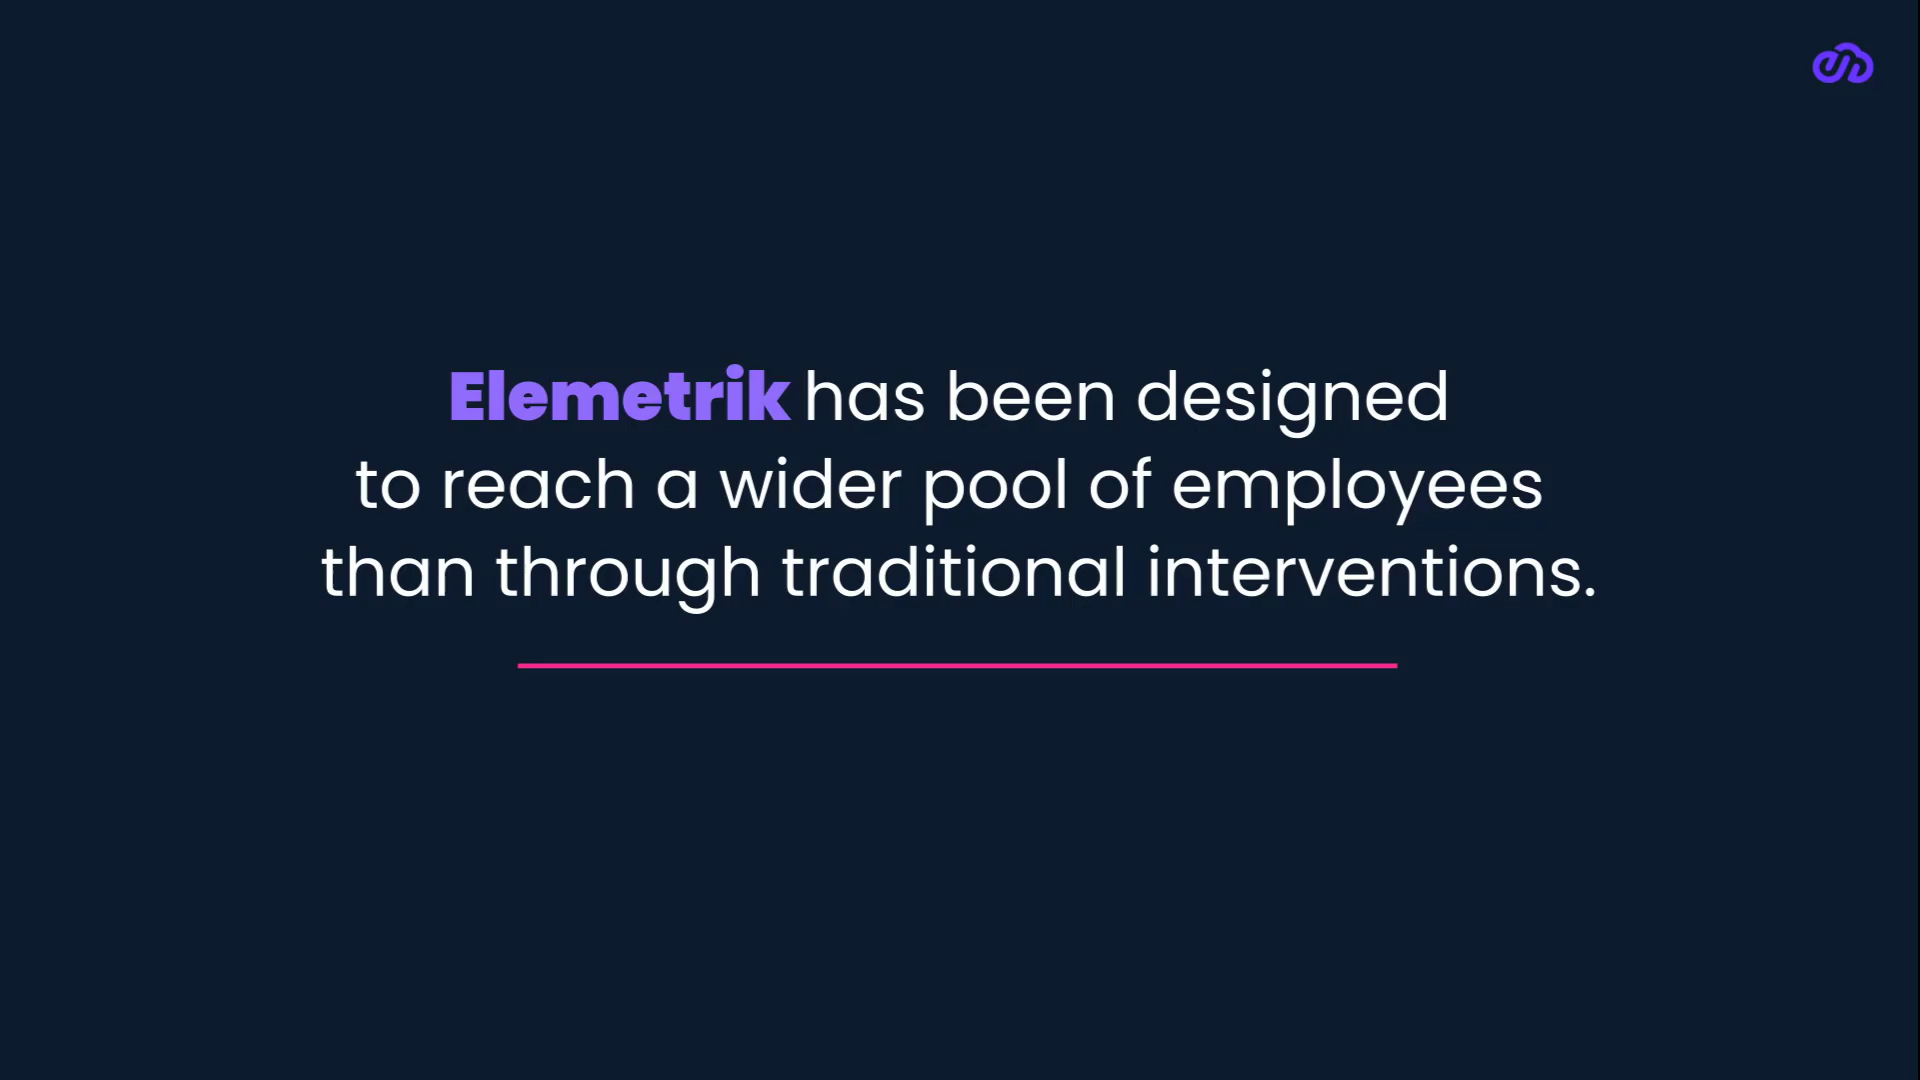 Elemetrik has been designed
to reach a wider pool of employees
than through traditional interventions.